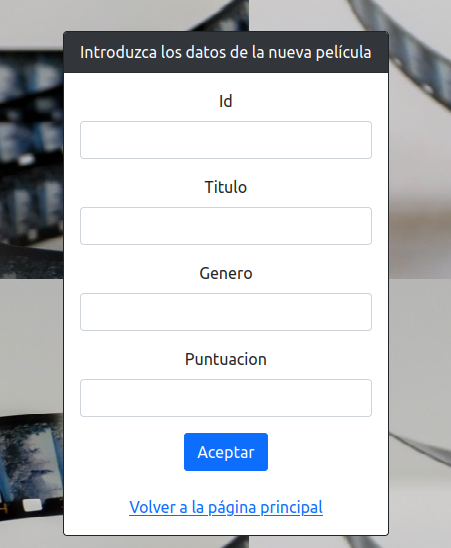 Introduzca los datos de la nueva película
Id
Titulo
Genero
Puntuacion
Aceptar
Volver a la página principal